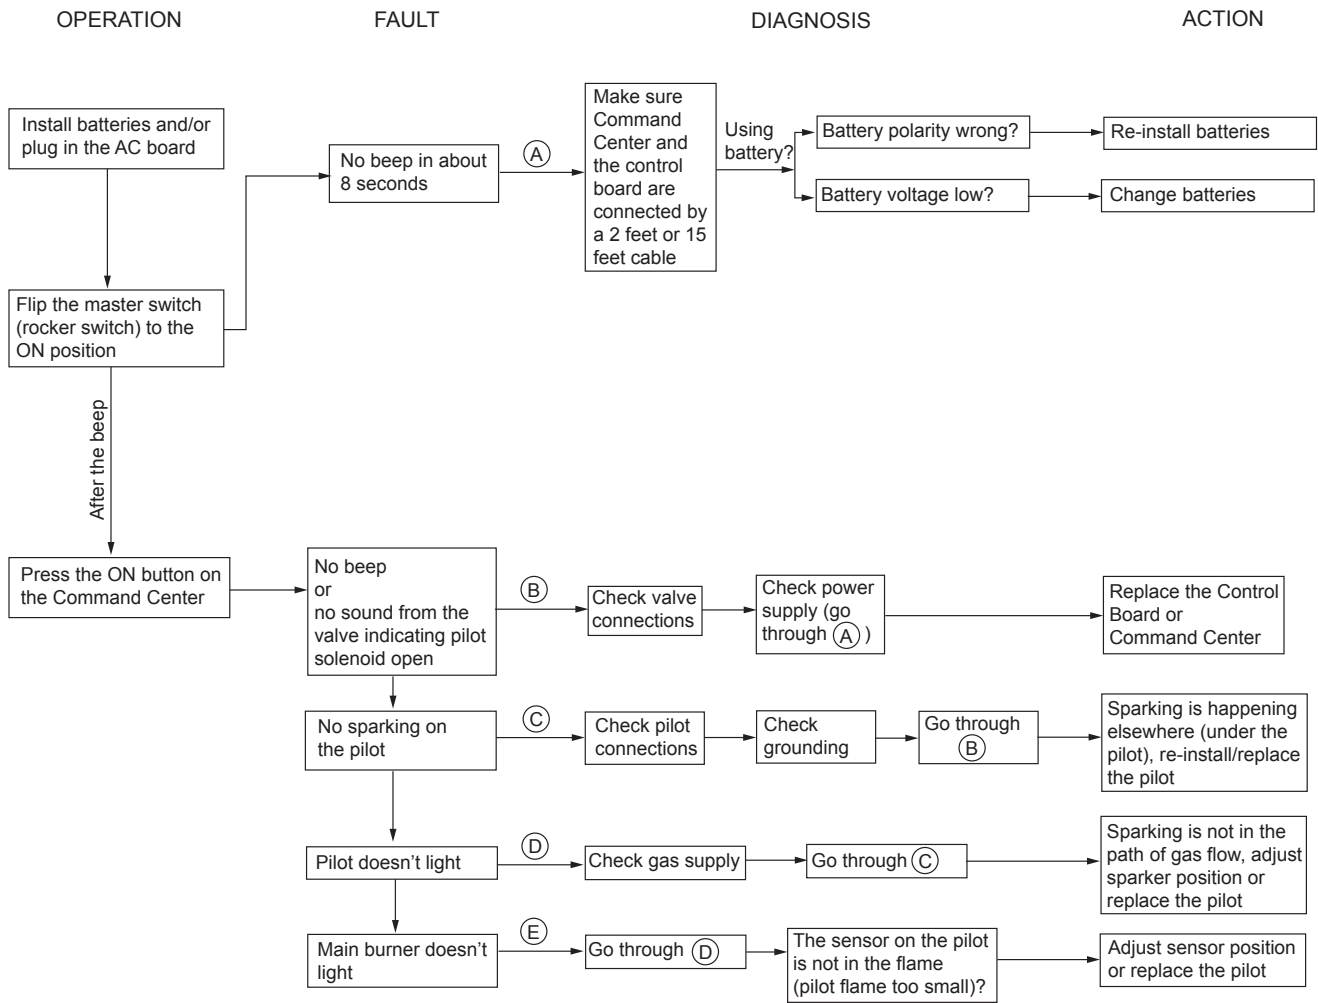 OPERATION
FAULT
DIAGNOSIS
ACTION
Install batteries and/or
plug in the AC board
No beep in about
8 seconds
A
Make sure
Command
Center and
the control
board are
connected by
a 2 feet or 15
feet cable
Using
battery?
Battery polarity wrong?
Re-install batteries
Battery voltage low?
Change batteries
Flip the master switch
(rocker switch) to the
ON position
After the beep
Press the ON button on
the Command Center
No beep
or
no sound from the
valve indicating pilot
solenoid open
B
Check valve
connections
Check power
supply (go
through A )
Replace the Control
Board or
Command Center
No sparking on
the pilot
C
Check pilot
connections
Check
grounding
Go through
B
Sparking is happening
elsewhere (under the
pilot), re-install/replace
the pilot
Pilot doesn't light
D
Check gas supply
Go through C
Sparking is not in the
path of gas flow, adjust
sparker position or
replace the pilot
Main burner doesn't
light
E
Go through D
The sensor on the pilot
is not in the flame
(pilot flame too small)?
Adjust sensor position
or replace the pilot